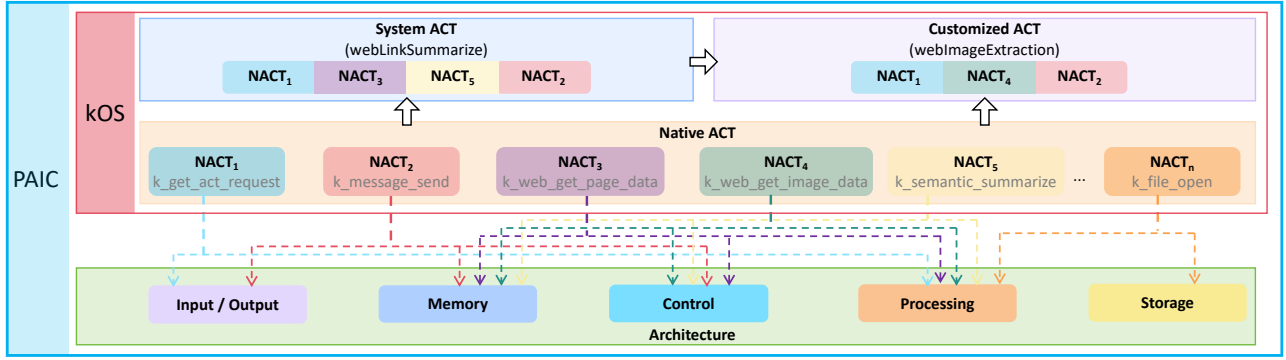 PAIC
kOS
System ACT
(webLinkSummarize)
NACT₁ NACT₃ NACT₅ NACT₂
Customized ACT
(webImageExtraction)
NACT₁ NACT₄ NACT₂
Native ACT
NACT₁
k_get_act_request
NACT₂
k_message_send
NACT₃
k_web_get_page_data
NACT₄
k_web_get_image_data
NACT₅
k_semantic_summarize
...
NACTₙ
k_file_open
Input / Output
Memory
Control
Processing
Storage
Architecture